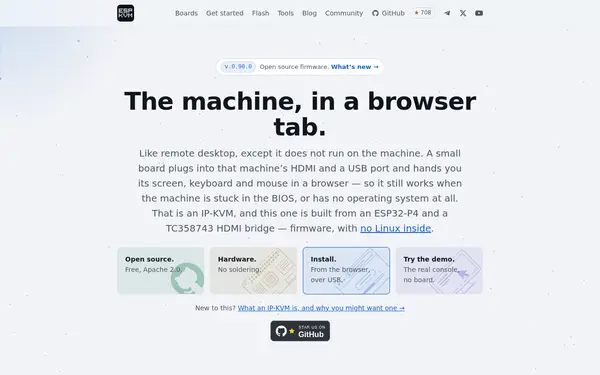 ESP KVM
Boards Get started Flash Tools Blog Community GitHub ★ 708
v.0.90.0 Open source firmware. What's new →
The machine, in a browser
tab.
Like remote desktop, except it does not run on the machine. A small
board plugs into that machine's HDMI and a USB port and hands you
its screen, keyboard and mouse in a browser — so it still works when
the machine is stuck in the BIOS, or has no operating system at all.
That is an IP-KVM, and this one is built from an ESP32-P4 and a
TC358743 HDMI bridge — firmware, with no Linux inside.
Open source.
Free, Apache 2.0.
Hardware.
No soldering.
Install.
From the browser,
over USB.
Try the demo.
The real console,
no board.
New to this? What an IP-KVM is, and why you might want one →
STAR US ON
GitHub